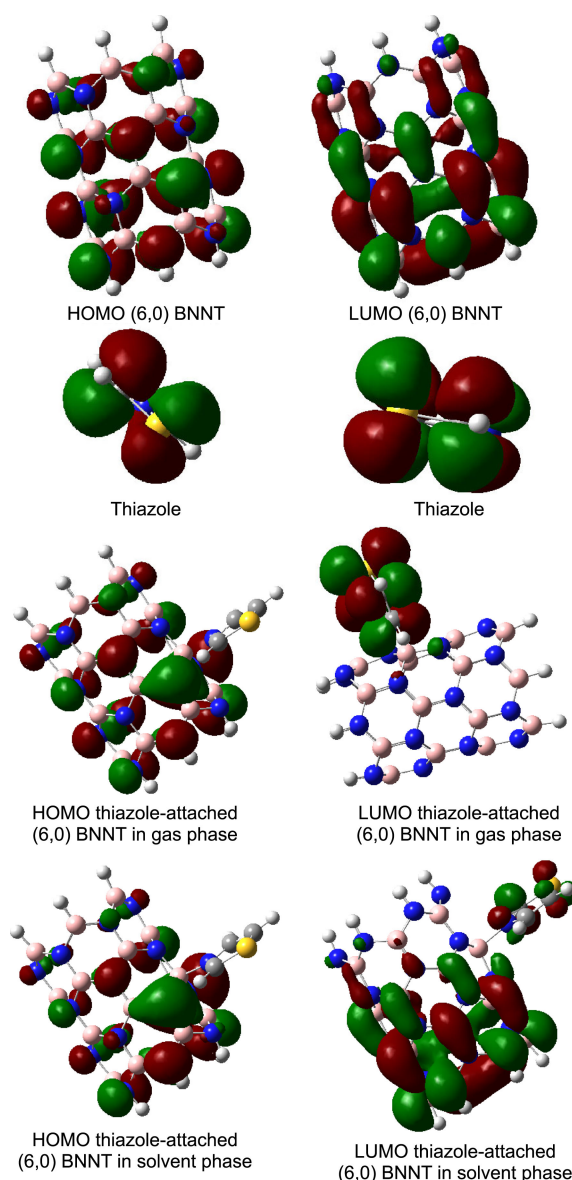 HOMO (6,0) BNNT
LUMO (6,0) BNNT
Thiazole
Thiazole
HOMO thiazole-attached
(6,0) BNNT in gas phase
LUMO thiazole-attached
(6,0) BNNT in gas phase
HOMO thiazole-attached
(6,0) BNNT in solvent phase
LUMO thiazole-attached
(6,0) BNNT in solvent phase